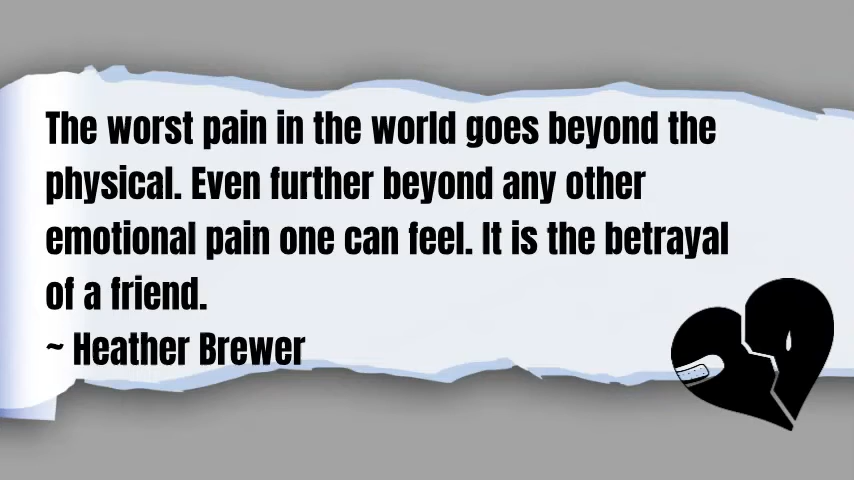 The worst pain in the world goes beyond the
physical. Even further beyond any other
emotional pain one can feel. It is the betrayal
of a friend.
~ Heather Brewer